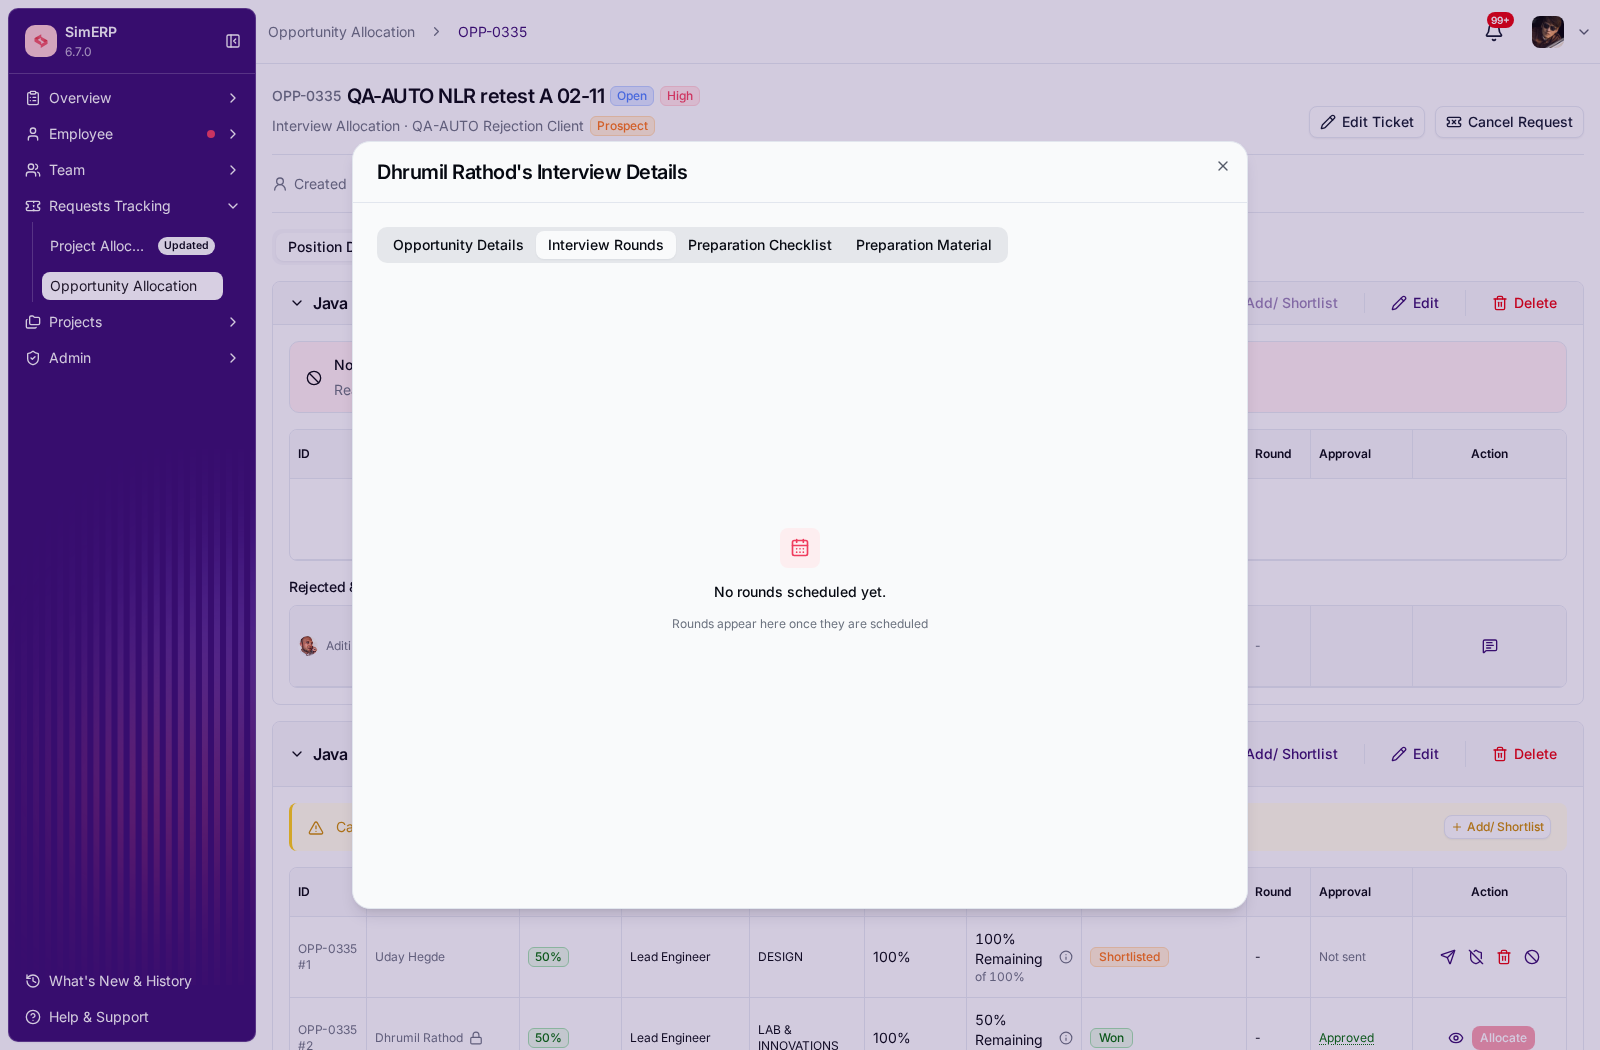 SimERP
6.7.0
Overview
Employee
Team
Requests Tracking
Project Alloc... Updated
Opportunity Allocation
Projects
Admin
What's New & History
Help & Support
Opportunity Allocation > OPP-0335
99+
OPP-0335 QA-AUTO NLR retest A 02-11 Open High
Interview Allocation · QA-AUTO Rejection Client Prospect
Edit Ticket Cancel Request
Created
Position D
Java Add/ Shortlist Edit Delete
No
Re
ID Round Approval Action
Rejected &
Aditi - 
Dhrumil Rathod's Interview Details
Opportunity Details Interview Rounds Preparation Checklist Preparation Material
No rounds scheduled yet.
Rounds appear here once they are scheduled
Java Add/ Shortlist Edit Delete
Ca + Add/ Shortlist
ID Round Approval Action
OPP-0335 #1 Uday Hegde 50% Lead Engineer DESIGN 100% 100% Remaining of 100% Shortlisted - Not sent
OPP-0335 #2 Dhrumil Rathod 50% Lead Engineer LAB & INNOVATIONS 100% 50% Remaining Won - Approved Allocate